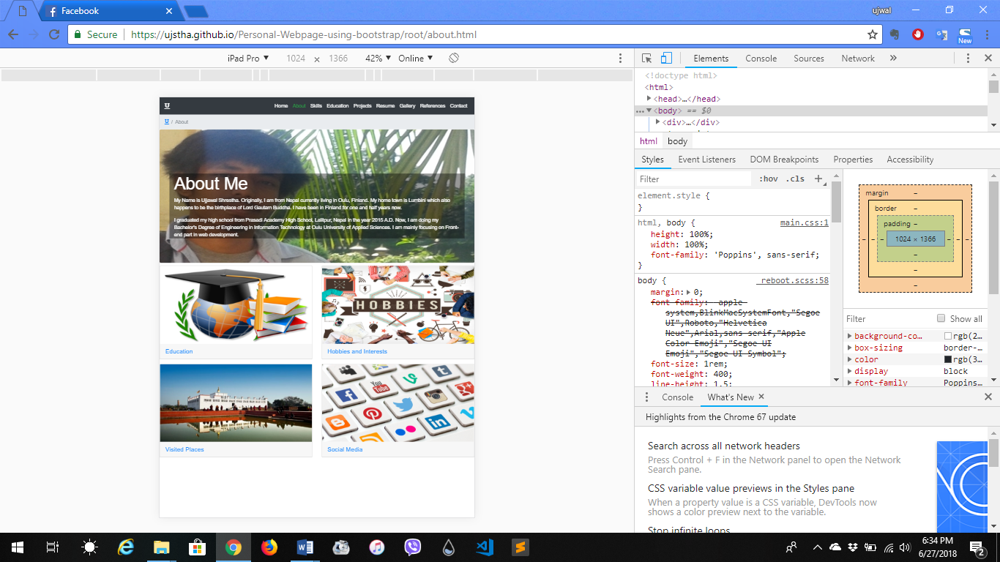 Facebook
ujwal
Secure
https://ujstha.github.io/Personal-Webpage-using-bootstrap/root/about.html
New
iPad Pro ▼ 1024 × 1366 42% ▼ Online ▼
Elements Console Sources Network »
<!doctype html>
<html>
<head>…</head>
…<body> == $0
<div>…</div>
html body
Styles Event Listeners DOM Breakpoints Properties Accessibility
Filter :hov .cls +
element.style {
}
html, body { main.css:1
height: 100%;
width: 100%;
font-family: 'Poppins', sans-serif;
}
body { _reboot.scss:58
margin: 0;
font-family: -apple-
system,BlinkMacSystemFont,"Segoe
UI",Roboto,"Helvetica
Neue",Arial,sans-serif,"Apple
Color Emoji","Segoe UI
Emoji","Segoe UI Symbol";
font-size: 1rem;
font-weight: 400;
line-height: 1.5;
margin –
border –
padding –
– – – 1024 × 1366 – – –
–
–
–
Filter Show all
background-co… rgb(2…
box-sizing border-…
color rgb(3…
display block
font-family Poppins…
Console What's New ×
Highlights from the Chrome 67 update
Search across all network headers
Press Control + F in the Network panel to open the Network
Search pane.
CSS variable value previews in the Styles pane
When a property value is a CSS variable, DevTools now
shows a color preview next to the variable.
Stop infinite loops
U Home About Skills Education Projects Resume Gallery References Contact
U / About
About Me
My Name is Ujjawal Shrestha. Originally, I am from Nepal currently living in Oulu, Finland. My home town is Lumbini which also
happens to be the birthplace of Lord Gautam Buddha. I have been in Finland for one and half years now.
I graduated my high school from Prasadi Academy High School, Lalitpur, Nepal in the year 2015 A.D. Now, I am doing my
Bachelor's Degree of Engineering in Information Technology at Oulu University of Applied Sciences. I am mainly focusing on Front-
end part in web development.
HOBBIES
Education
Hobbies and Interests
You
Tube
Visited Places
Social Media
6:34 PM
6/27/2018
2